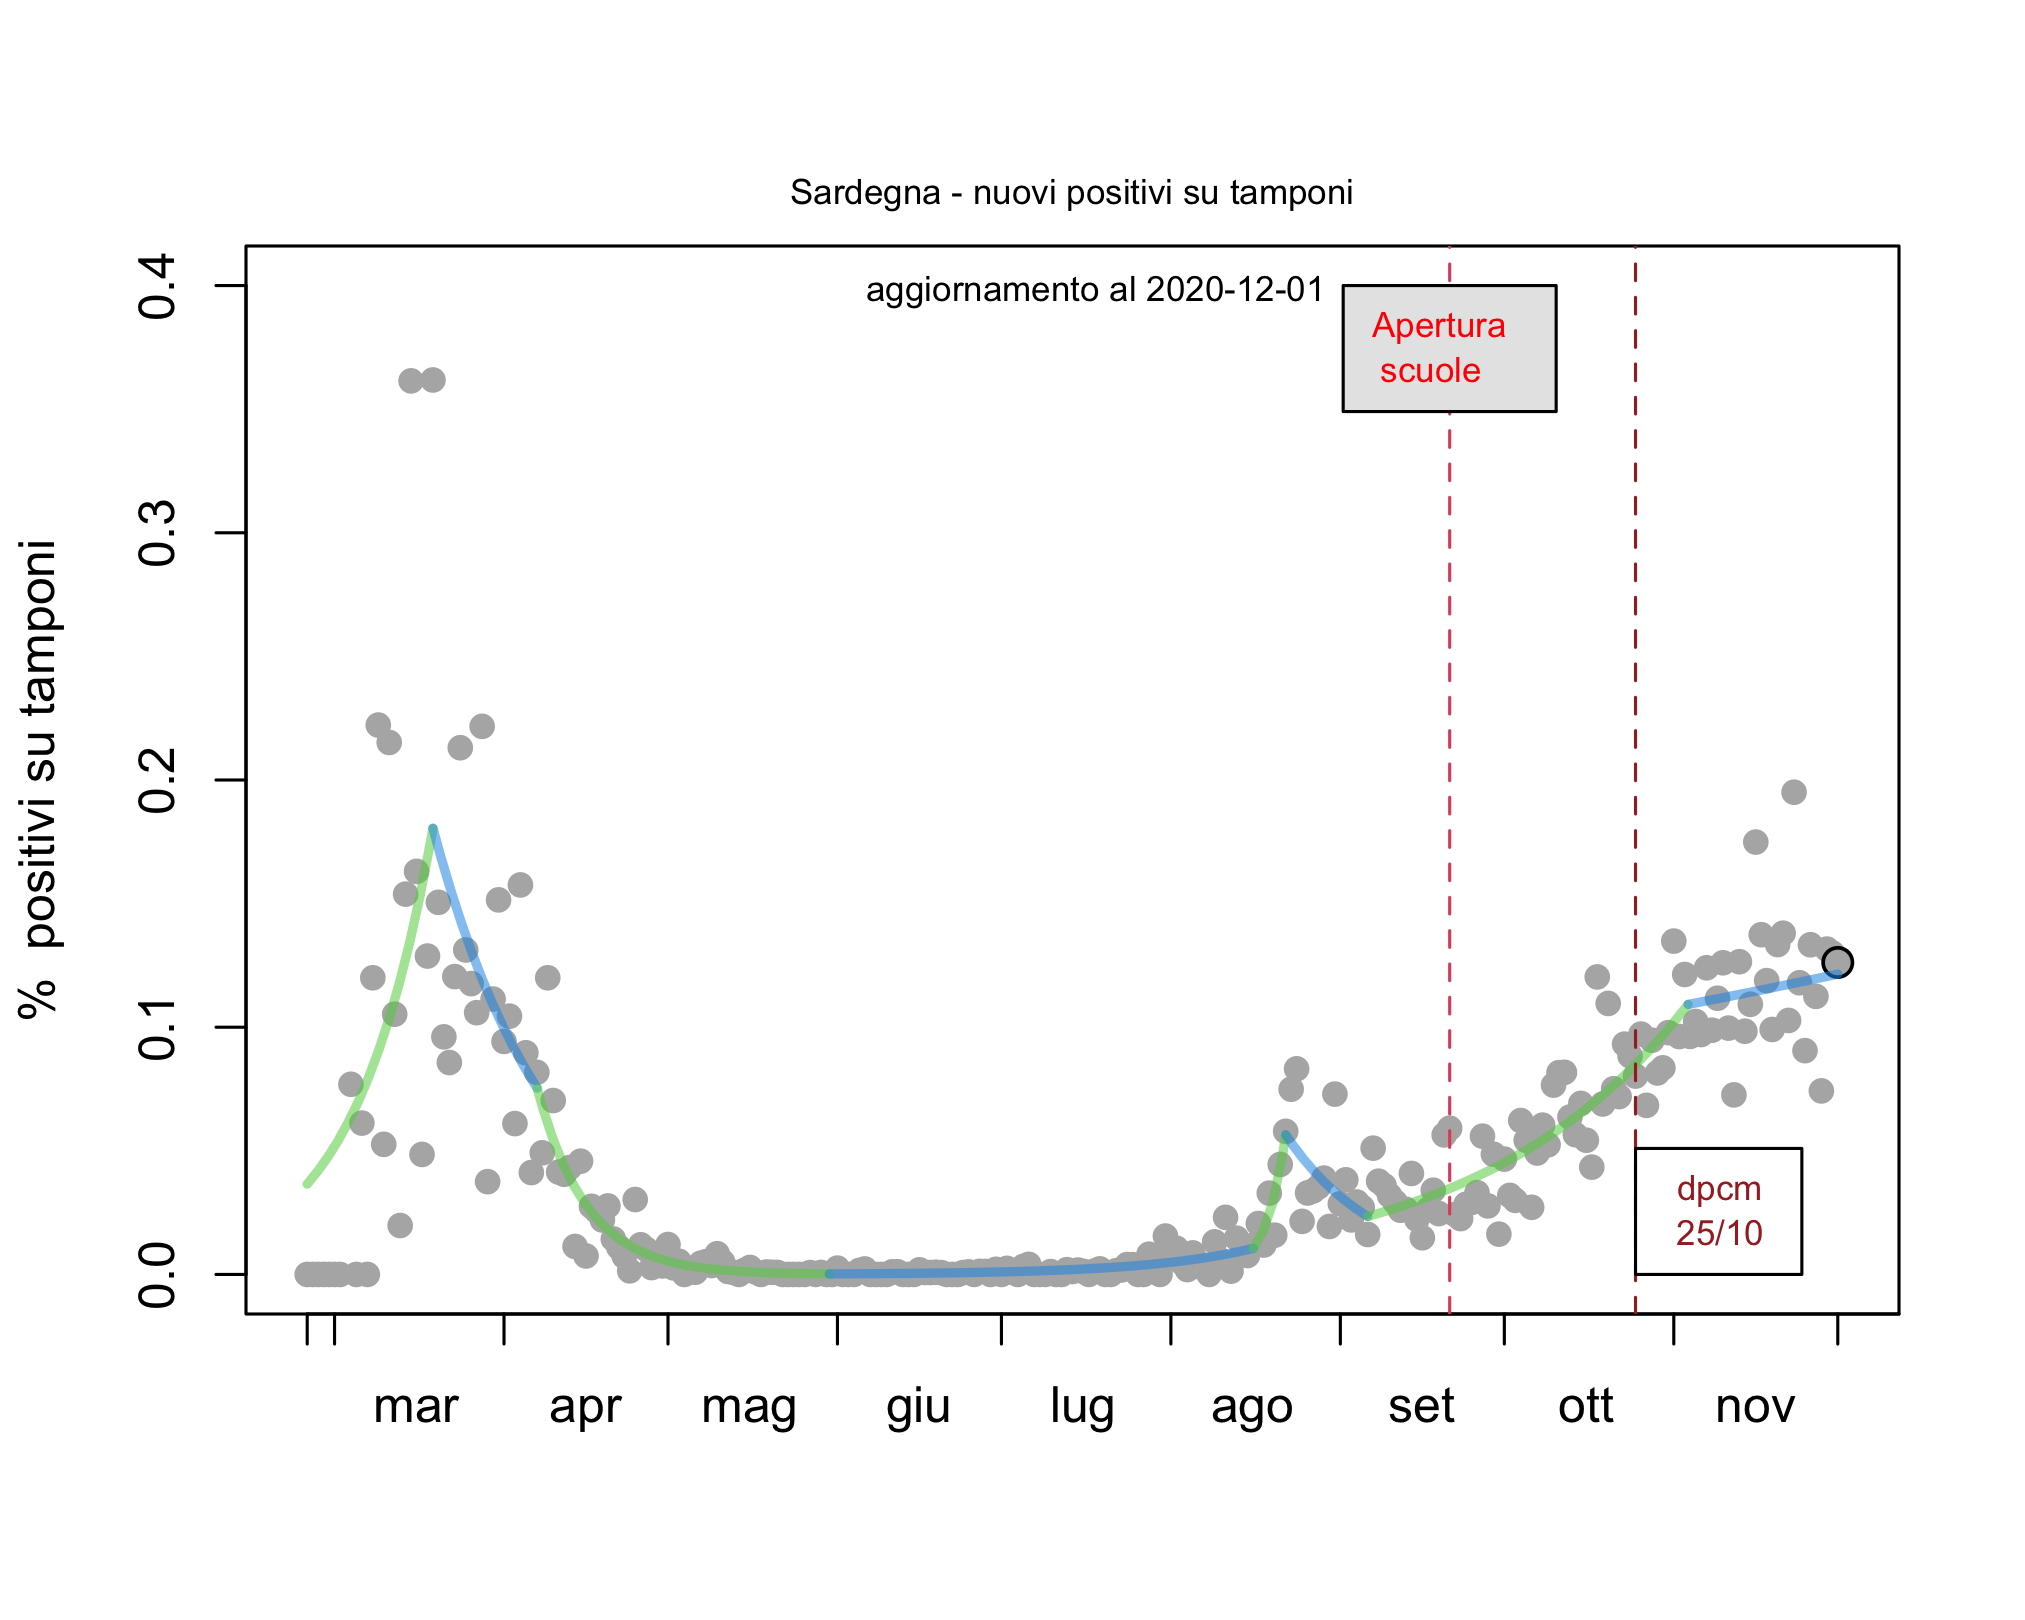 Sardegna - nuovi positivi su tamponi
aggiornamento al 2020-12-01
Apertura
scuole
% positivi su tamponi
0.4
0.3
0.2
0.1
0.0
dpcm
25/10
mar apr mag giu lug ago set ott nov